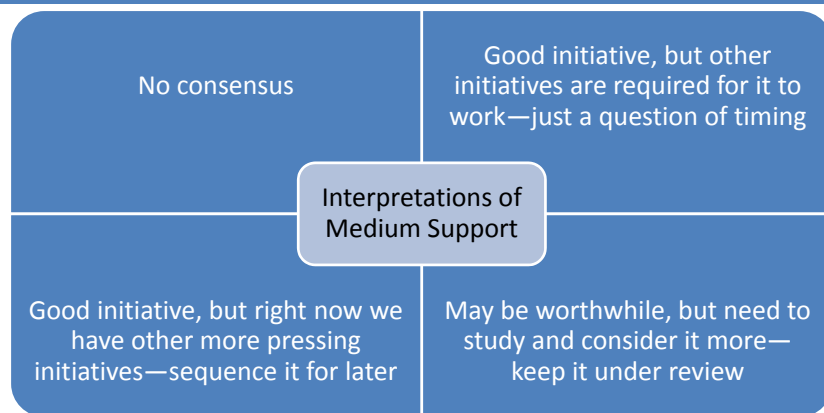 No consensus
Good initiative, but other
initiatives are required for it to
work—just a question of timing
Interpretations of
Medium Support
Good initiative, but right now we
have other more pressing
initiatives—sequence it for later
May be worthwhile, but need to
study and consider it more—
keep it under review